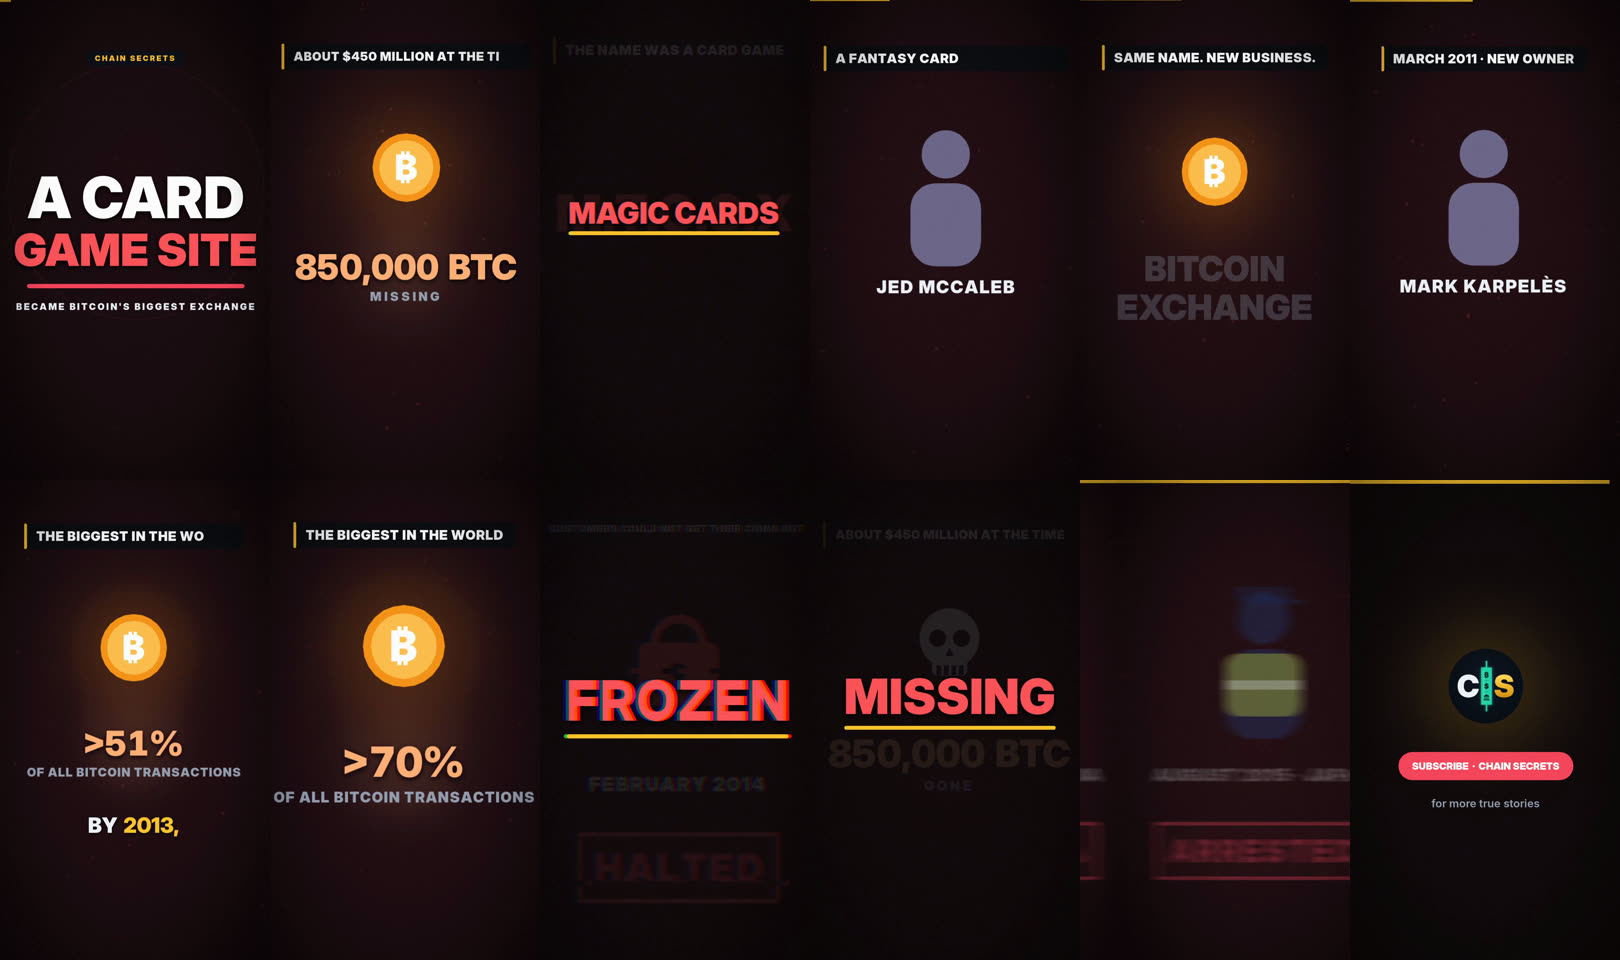 CHAIN SECRETS
A CARD
GAME SITE
BECAME BITCOIN'S BIGGEST EXCHANGE
ABOUT $450 MILLION AT THE TI
850,000 BTC
MISSING
THE NAME WAS A CARD GAME
MAGIC CARDS
A FANTASY CARD
JED MCCALEB
SAME NAME. NEW BUSINESS.
BITCOIN
EXCHANGE
MARCH 2011 · NEW OWNER
MARK KARPELÈS
THE BIGGEST IN THE WO
>51%
OF ALL BITCOIN TRANSACTIONS
BY 2013,
THE BIGGEST IN THE WORLD
>70%
OF ALL BITCOIN TRANSACTIONS
FROZEN
FEBRUARY 2014
HALTED
ABOUT $450 MILLION AT THE TIME
MISSING
850,000 BTC
GONE
ARRESTED
CS
SUBSCRIBE · CHAIN SECRETS
for more true stories